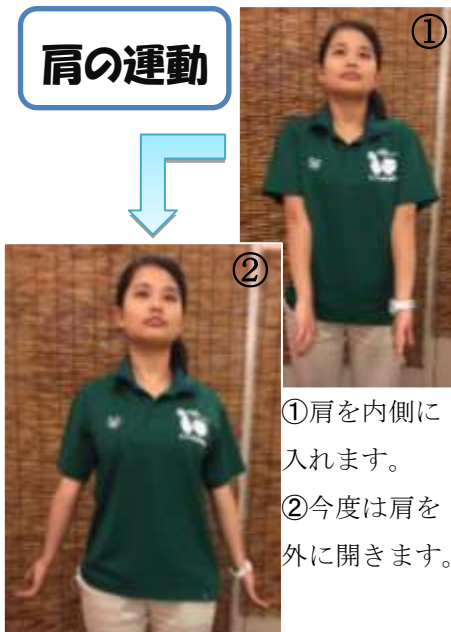 肩の運動
①
②
①肩を内側に
入れます。
②今度は肩を
外に開きます。